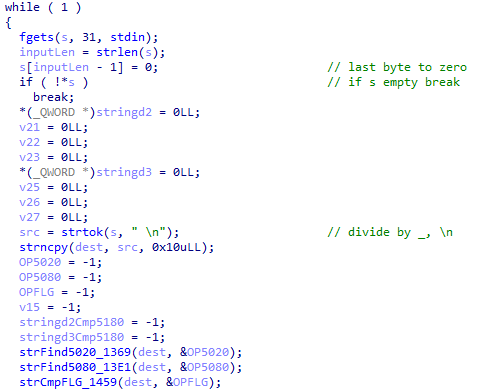 while ( 1 )
{
  fgets(s, 31, stdin);
  inputLen = strlen(s);
  s[inputLen - 1] = 0;                          // last byte to zero
  if ( !*s )                                    // if s empty break
    break;
  *(_QWORD *)stringd2 = 0LL;
  v21 = 0LL;
  v22 = 0LL;
  v23 = 0LL;
  *(_QWORD *)stringd3 = 0LL;
  v25 = 0LL;
  v26 = 0LL;
  v27 = 0LL;
  src = strtok(s, " \n");                       // divide by _, \n
  strncpy(dest, src, 0x10uLL);
  OP5020 = -1;
  OP5080 = -1;
  OPFLG = -1;
  v15 = -1;
  stringd2Cmp5180 = -1;
  stringd3Cmp5180 = -1;
  strFind5020_1369(dest, &OP5020);
  strFind5080_13E1(dest, &OP5080);
  strCmpFLG_1459(dest, &OPFLG);